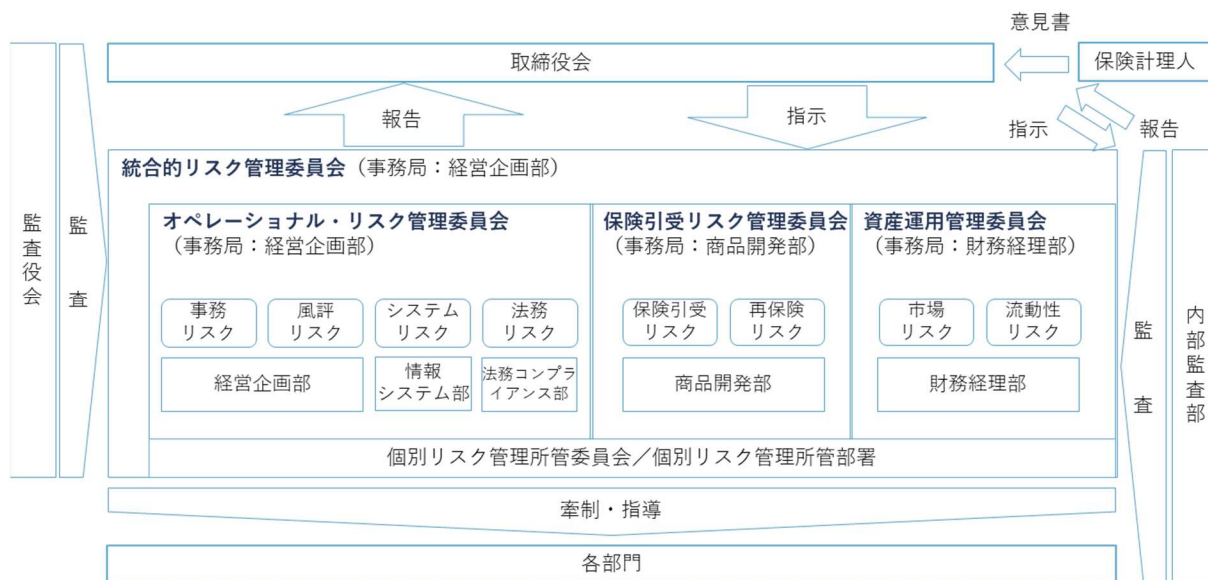 意見書
取締役会
保険計理人
報告
指示
指示
報告
統合的リスク管理委員会（事務局：経営企画部）
オペレーショナル・リスク管理委員会
（事務局：経営企画部）
保険引受リスク管理委員会
（事務局：商品開発部）
資産運用管理委員会
（事務局：財務経理部）
監査役会
監査
事務
リスク
風評
リスク
システム
リスク
法務
リスク
保険引受
リスク
再保険
リスク
市場
リスク
流動性
リスク
経営企画部
情報
システム部
法務コンプラ
イアンス部
商品開発部
財務経理部
監査
内部監査部
個別リスク管理所管委員会／個別リスク管理所管部署
牽制・指導
各部門